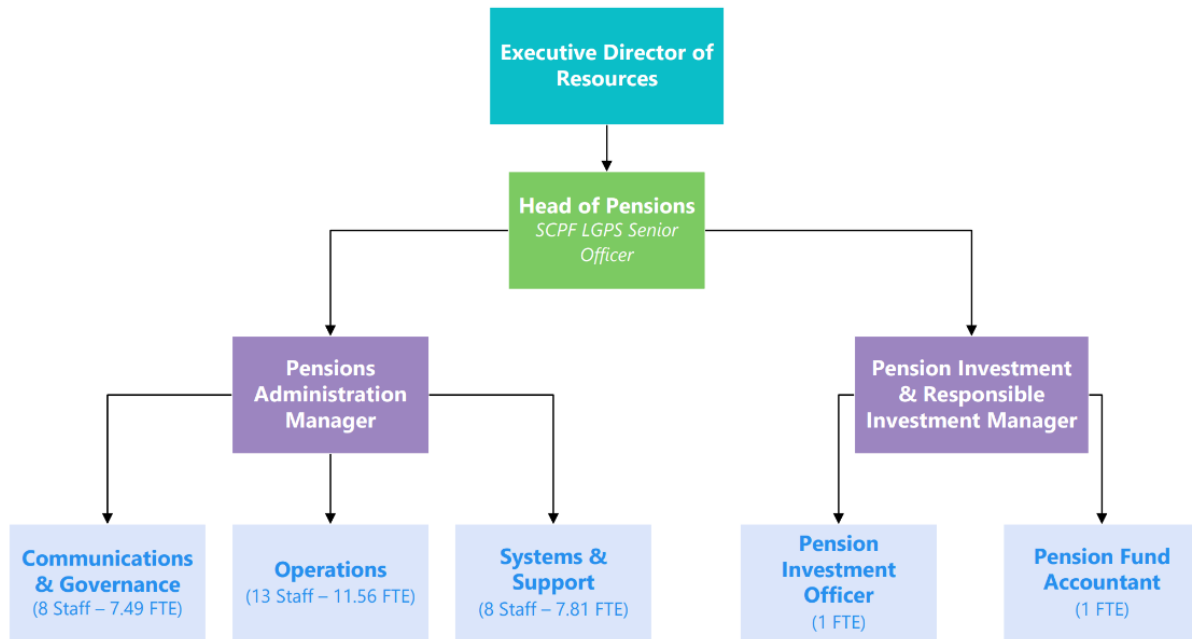 Executive Director of
Resources
Head of Pensions
SCPF LGPS Senior
Officer
Pensions
Administration
Manager
Pension Investment
& Responsible
Investment Manager
Communications
& Governance
(8 Staff – 7.49 FTE)
Operations
(13 Staff – 11.56 FTE)
Systems &
Support
(8 Staff – 7.81 FTE)
Pension
Investment
Officer
(1 FTE)
Pension Fund
Accountant
(1 FTE)